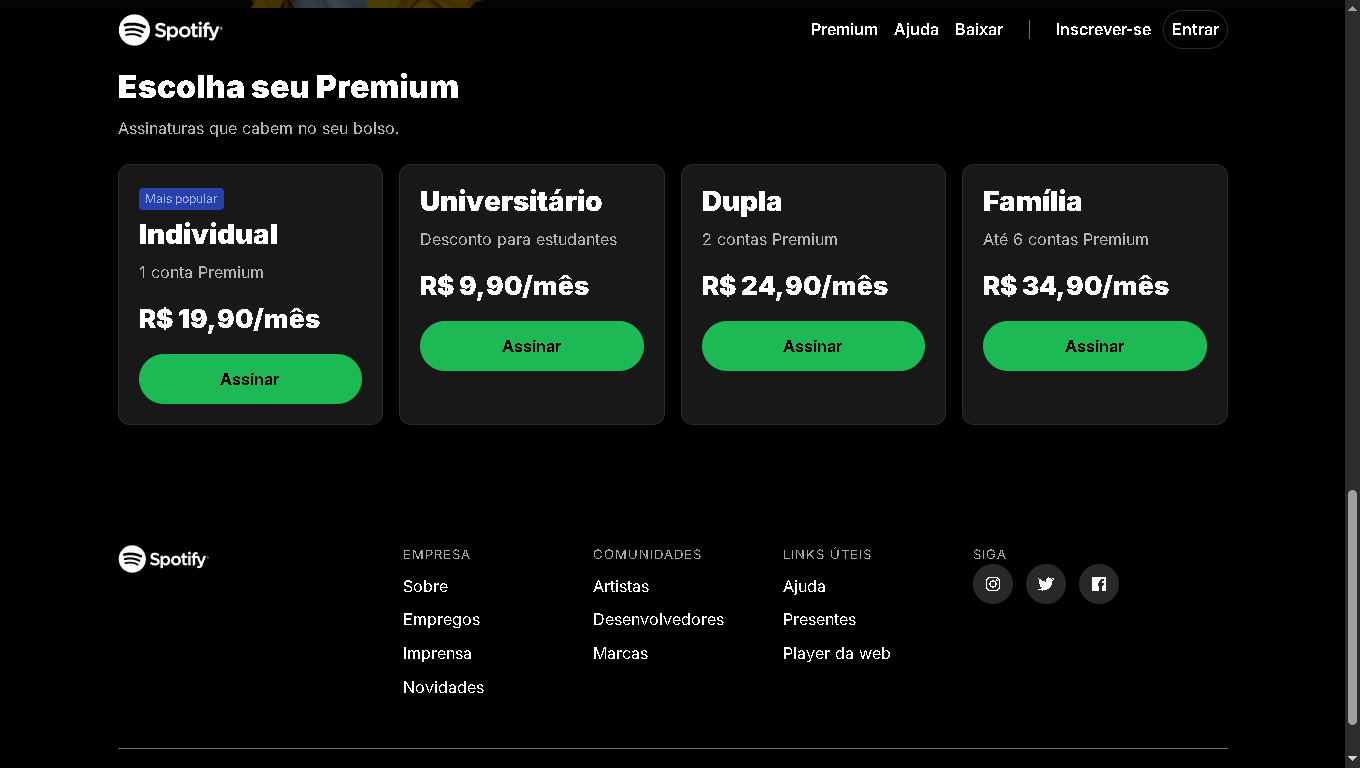 Spotify
Premium Ajuda Baixar Inscrever-se Entrar
Escolha seu Premium
Assinaturas que cabem no seu bolso.
Mais popular
Individual
1 conta Premium
R$ 19,90/mês
Assinar
Universitário
Desconto para estudantes
R$ 9,90/mês
Assinar
Dupla
2 contas Premium
R$ 24,90/mês
Assinar
Família
Até 6 contas Premium
R$ 34,90/mês
Assinar
Spotify
EMPRESA
Sobre
Empregos
Imprensa
Novidades
COMUNIDADES
Artistas
Desenvolvedores
Marcas
LINKS ÚTEIS
Ajuda
Presentes
Player da web
SIGA